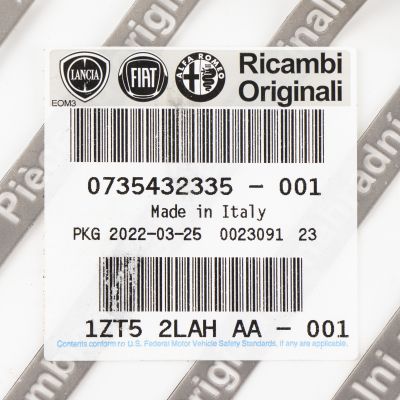 LANCIA FIAT ALFA ROMEO Ricambi
Originali
EOM3
0735432335 - 001
Made in Italy
PKG 2022-03-25 0023091 23
1ZT5 2LAH AA - 001
Contents conform to U.S. Federal Motor Vehicle Safety Standards, if any are applicable.